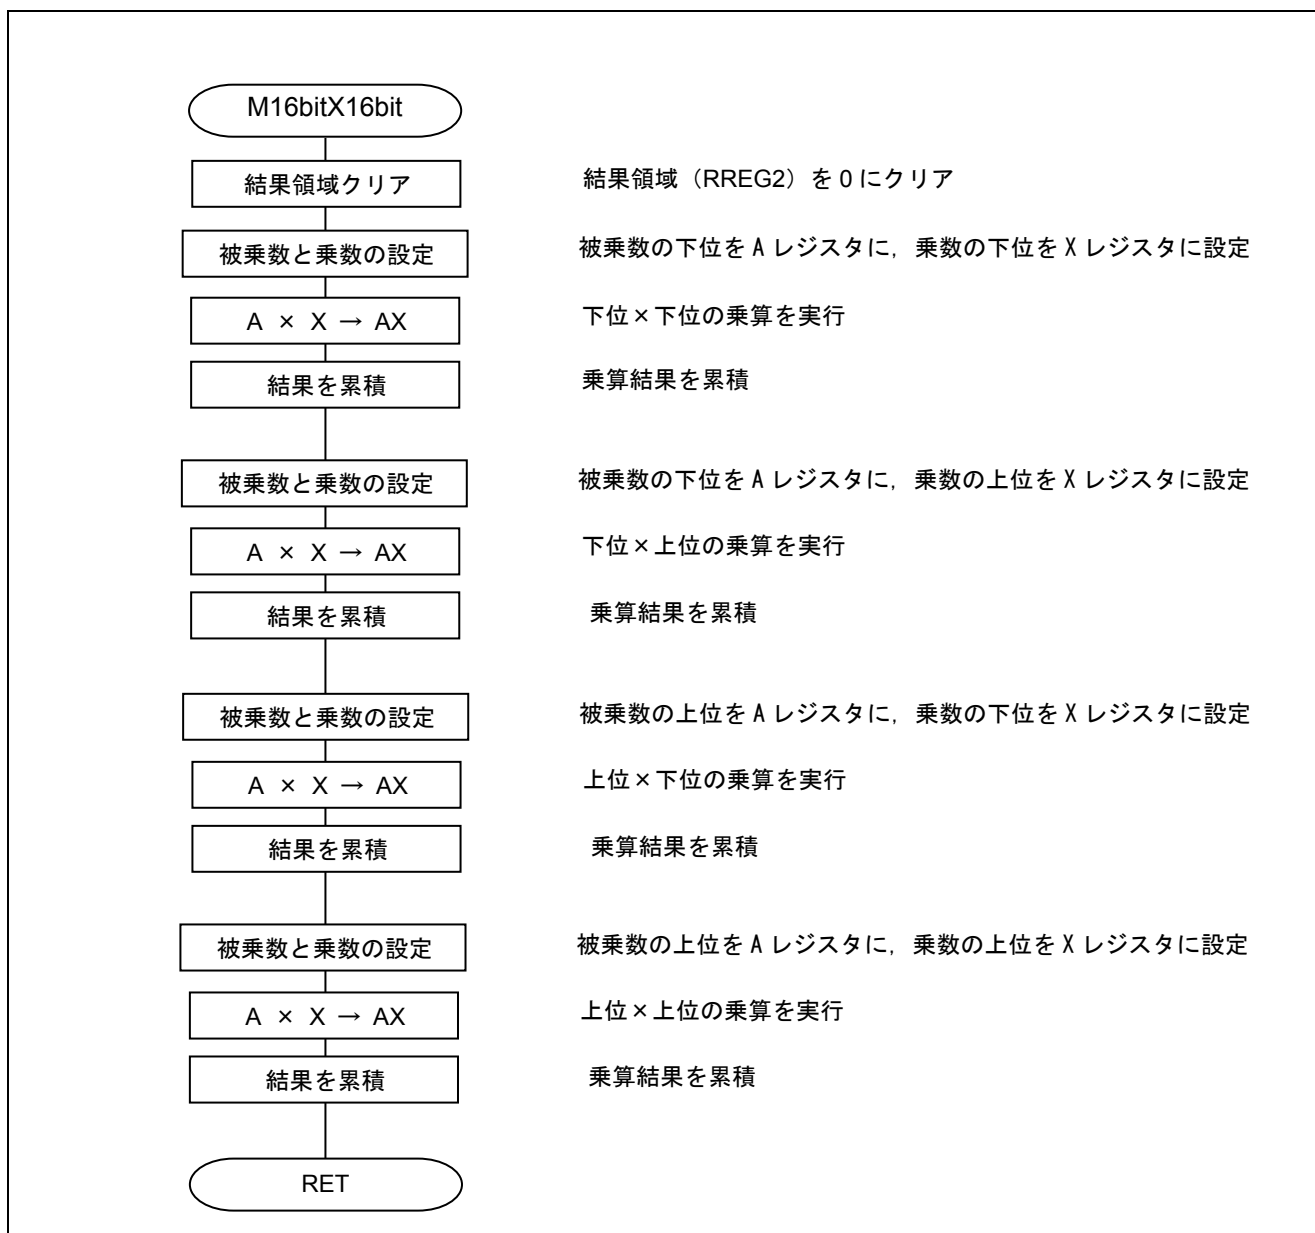 M16bitX16bit
結果領域クリア
結果領域（RREG2）を 0 にクリア
被乗数と乗数の設定
被乗数の下位を A レジスタに，乗数の下位を X レジスタに設定
A × X → AX
下位×下位の乗算を実行
結果を累積
乗算結果を累積
被乗数と乗数の設定
被乗数の下位を A レジスタに，乗数の上位を X レジスタに設定
A × X → AX
下位×上位の乗算を実行
結果を累積
乗算結果を累積
被乗数と乗数の設定
被乗数の上位を A レジスタに，乗数の下位を X レジスタに設定
A × X → AX
上位×下位の乗算を実行
結果を累積
乗算結果を累積
被乗数と乗数の設定
被乗数の上位を A レジスタに，乗数の上位を X レジスタに設定
A × X → AX
上位×上位の乗算を実行
結果を累積
乗算結果を累積
RET